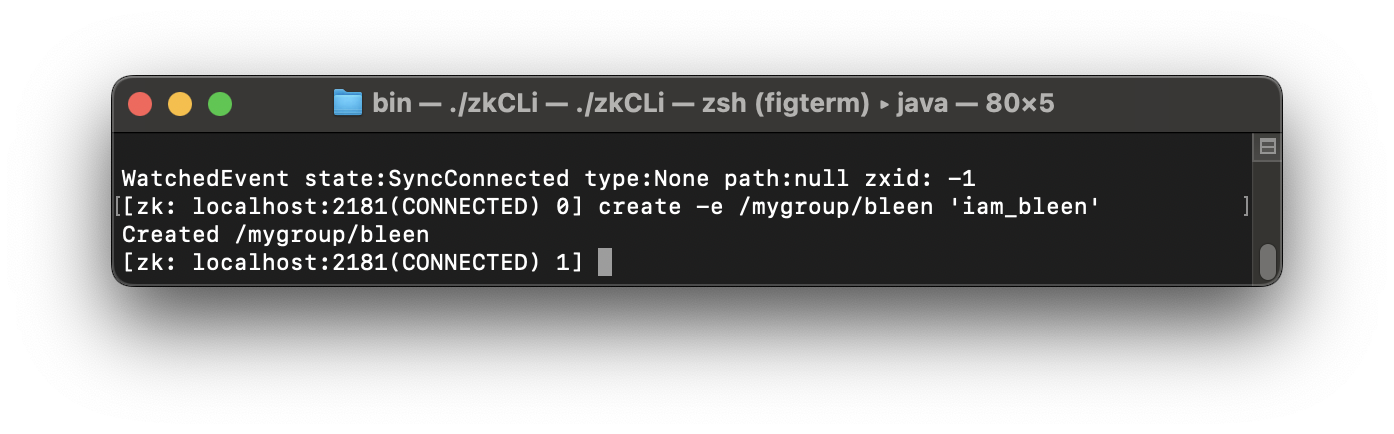 bin — ./zkCLi — ./zkCLi — zsh (figterm) ▸ java — 80×5
WatchedEvent state:SyncConnected type:None path:null zxid: -1
[[zk: localhost:2181(CONNECTED) 0] create -e /mygroup/bleen 'iam_bleen' ]
Created /mygroup/bleen
[zk: localhost:2181(CONNECTED) 1]